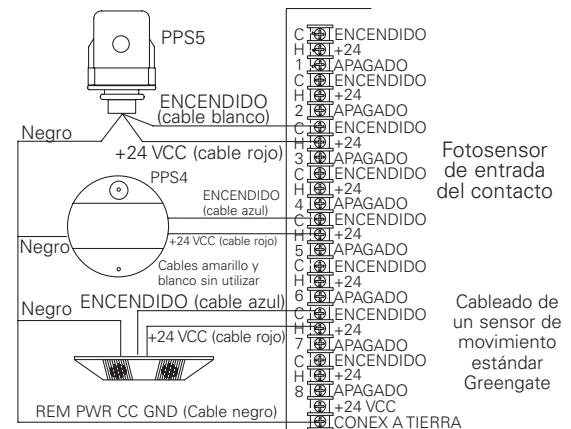 PPS5
ENCENDIDO
(cable blanco)
Negro
+24 VCC (cable rojo)
PPS4
ENCENDIDO
(cable azul)
+24 VCC (cable rojo)
Negro
Cables amarillo y
blanco sin utilizar
Negro
ENCENDIDO (cable azul)
+24 VCC (cable rojo)
REM PWR CC GND (Cable negro)
C ENCENDIDO
H +24
1 APAGADO
C ENCENDIDO
H +24
2 APAGADO
C ENCENDIDO
H +24
3 APAGADO
C ENCENDIDO
H +24
4 APAGADO
C ENCENDIDO
H +24
5 APAGADO
C ENCENDIDO
H +24
6 APAGADO
C ENCENDIDO
H +24
7 APAGADO
C ENCENDIDO
H +24
8 APAGADO
+24 VCC
CONEX A TIERRA
Fotosensor
de entrada
del contacto
Cableado de
un sensor de
movimiento
estándar
Greengate